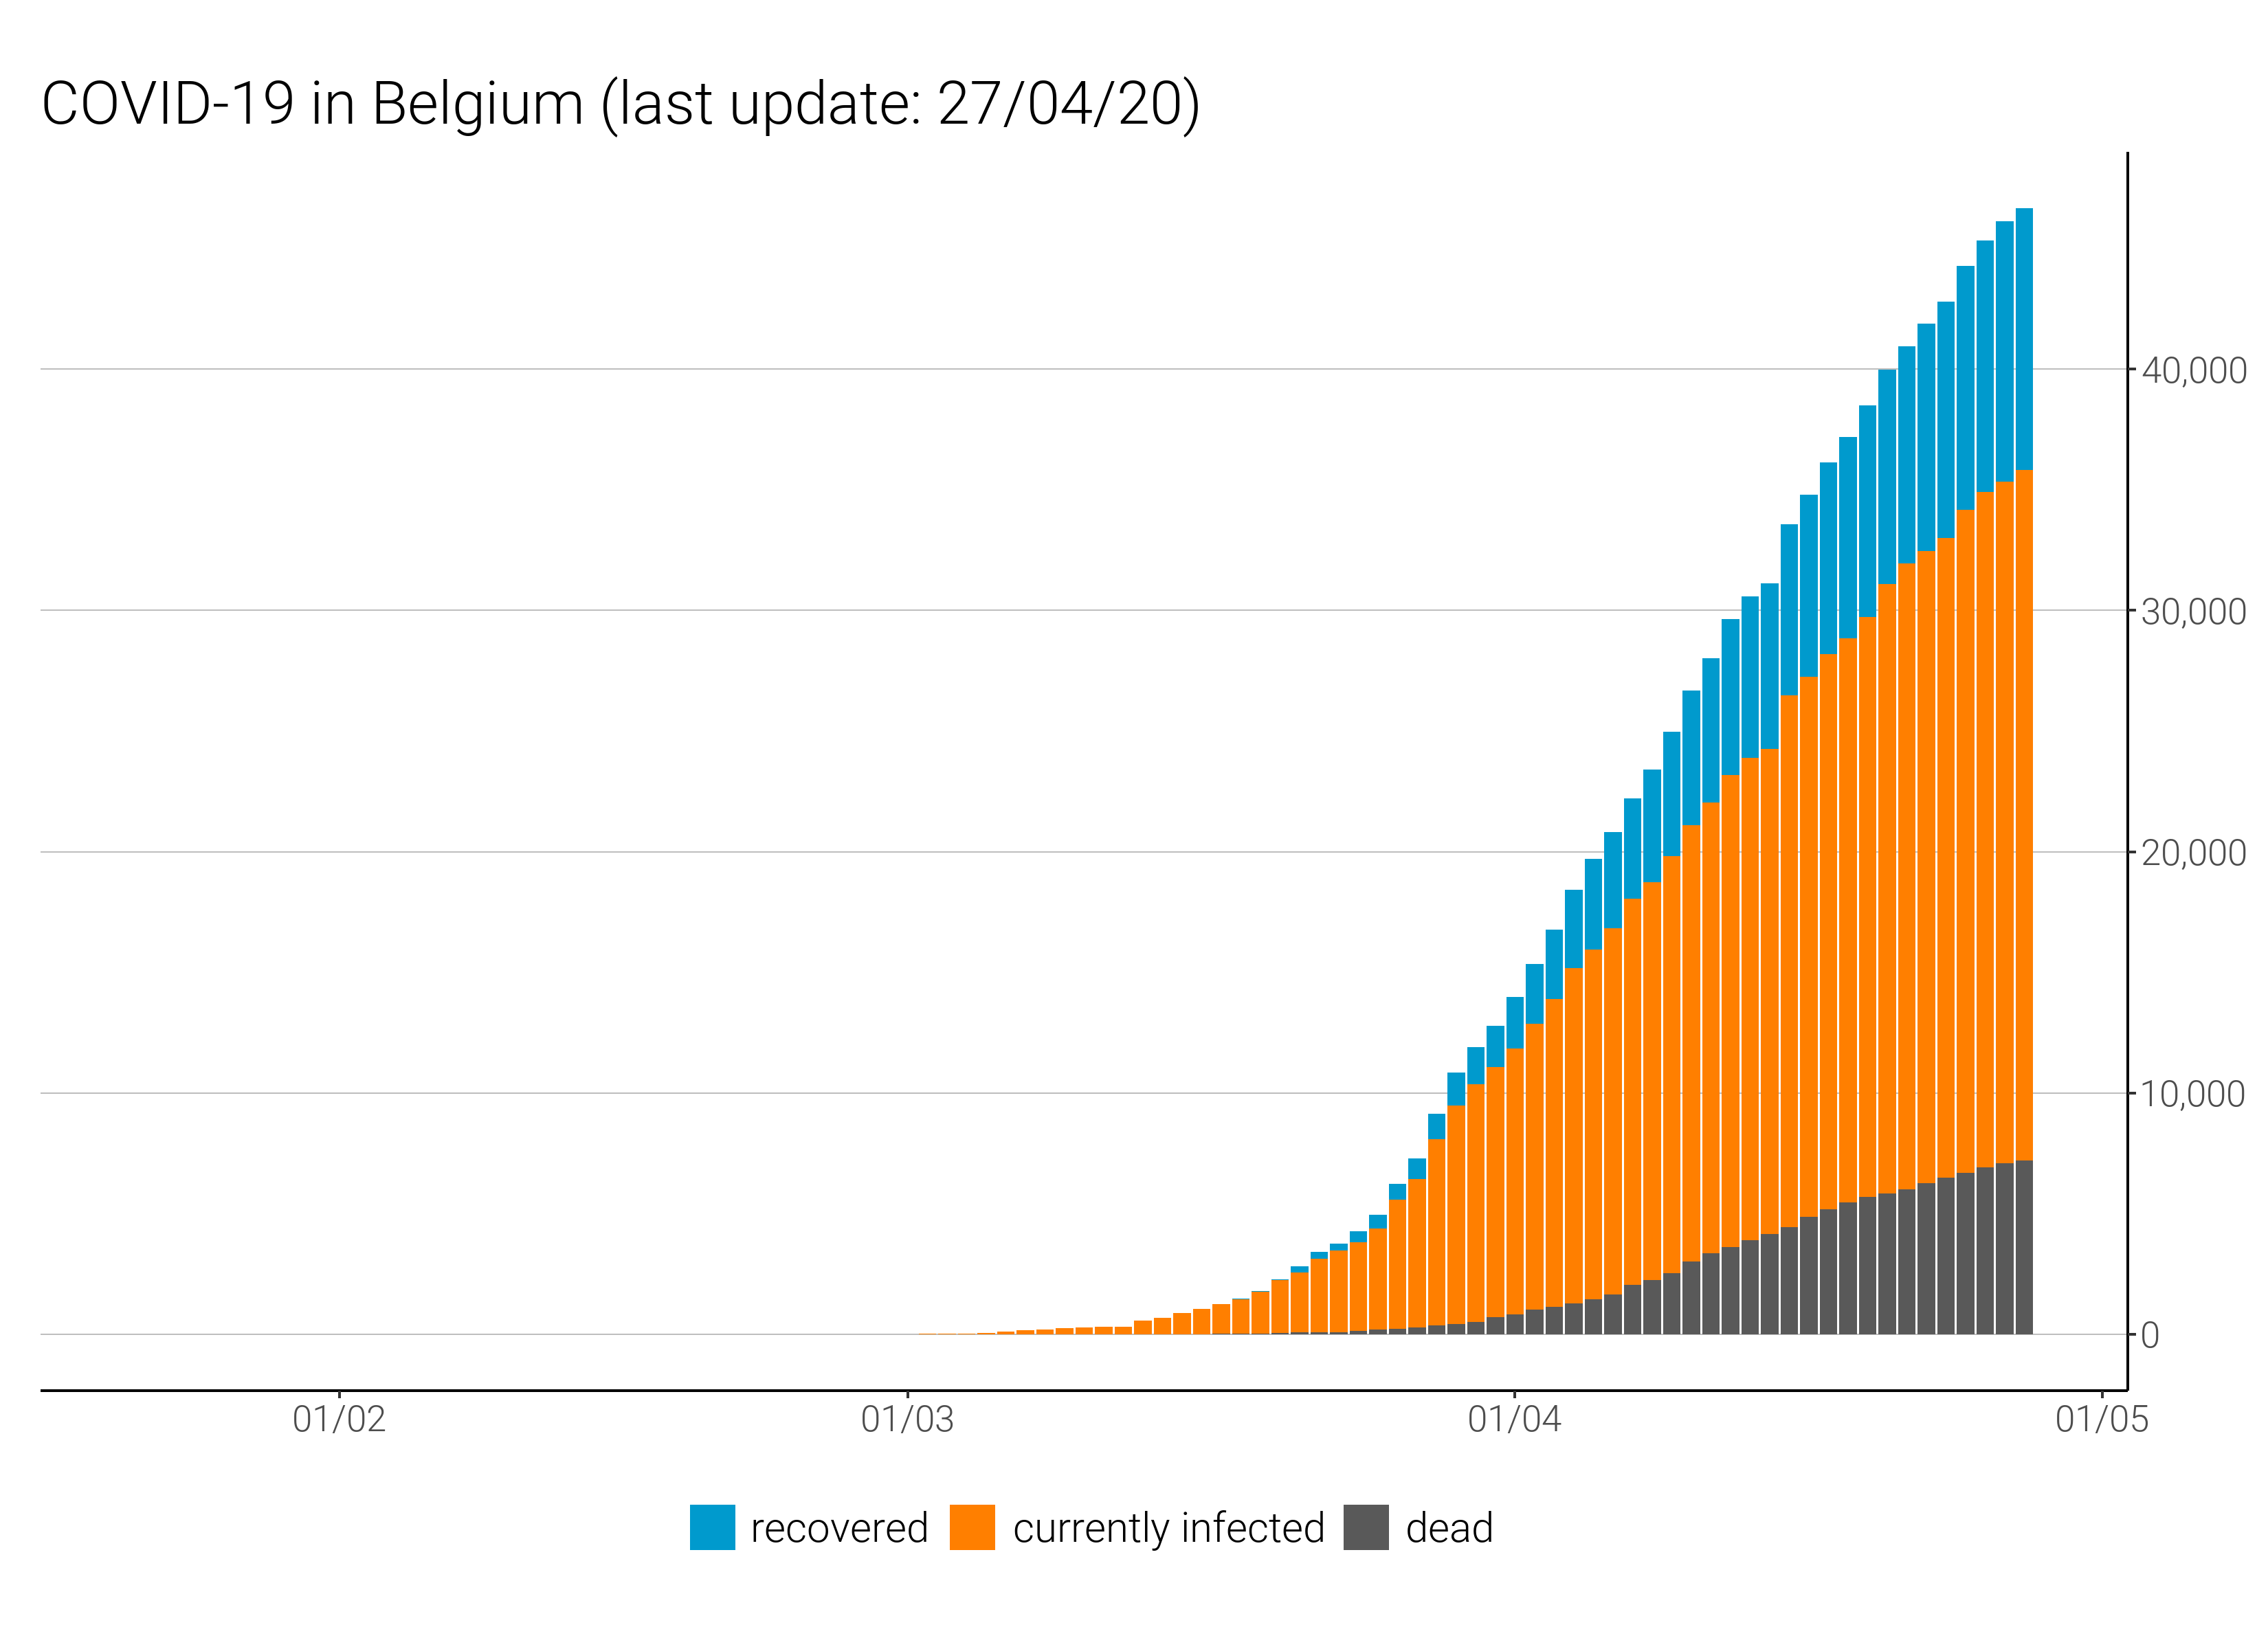 COVID-19 in Belgium (last update: 27/04/20)
40,000
30,000
20,000
10,000
0
01/02 01/03 01/04 01/05
recovered currently infected dead